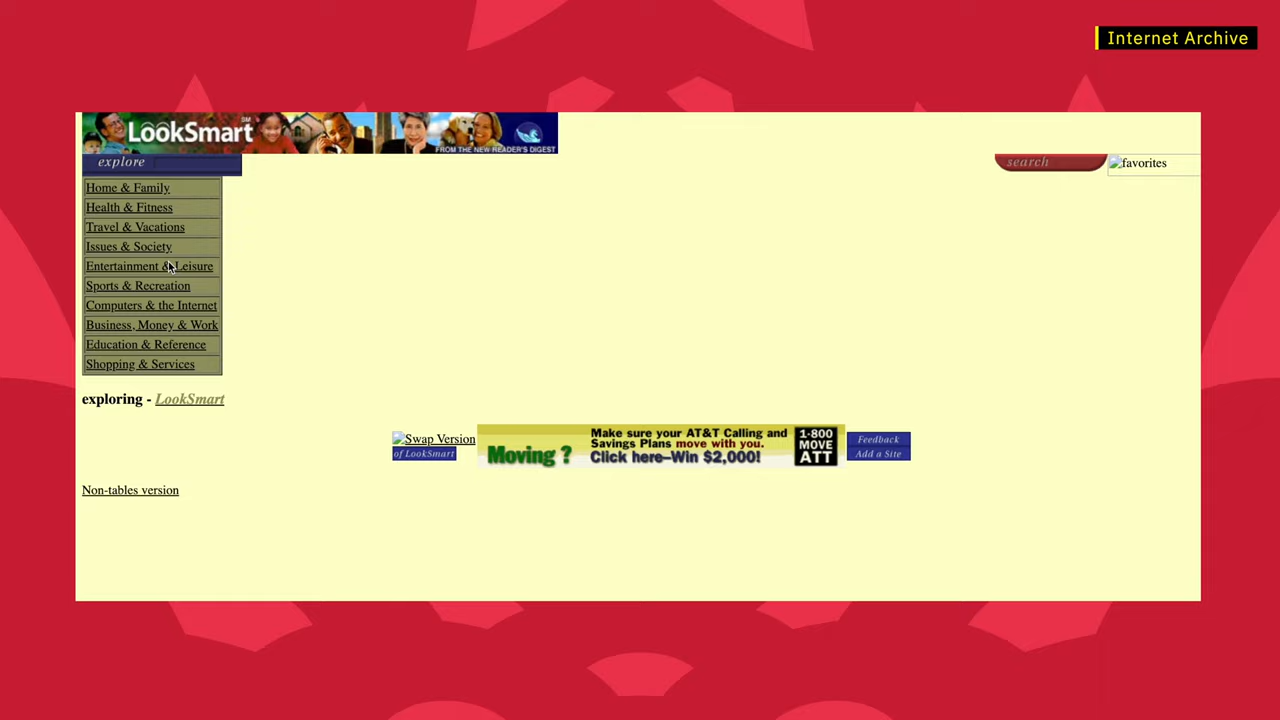 Internet Archive
LookSmart SM
FROM THE NEW READER'S DIGEST
explore
search
favorites
Home & Family
Health & Fitness
Travel & Vacations
Issues & Society
Entertainment & Leisure
Sports & Recreation
Computers & the Internet
Business, Money & Work
Education & Reference
Shopping & Services
exploring - LookSmart
Swap Version
of LookSmart
Moving ?
Make sure your AT&T Calling and
Savings Plans move with you.
Click here–Win $2,000!
1-800
MOVE
ATT
Feedback
Add a Site
Non-tables version